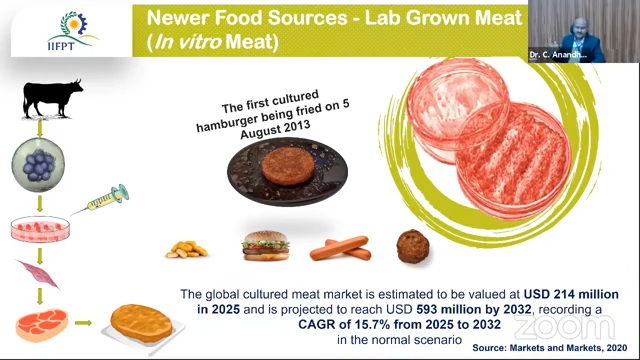 IIFPT
Newer Food Sources - Lab Grown Meat
(In vitro Meat)
Dr. C. Anandh...
The first cultured
hamburger being fried on 5
August 2013
The global cultured meat market is estimated to be valued at USD 214 million
in 2025 and is projected to reach USD 593 million by 2032, recording a
CAGR of 15.7% from 2025 to 2032
in the normal scenario
zoom
Source: Markets and Markets, 2020